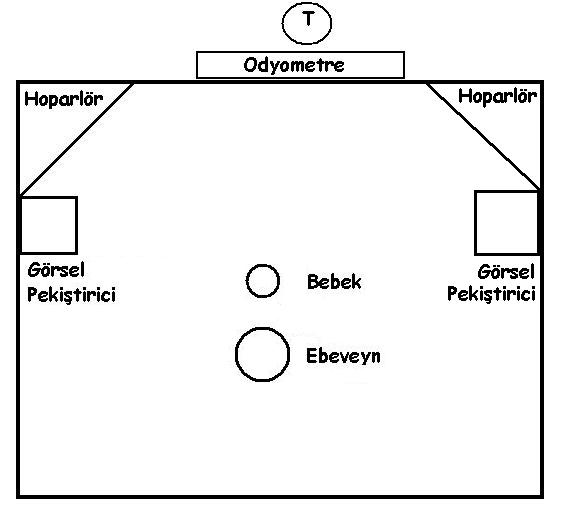 T
Odyometre
Hoparlör
Hoparlör
Görsel
Pekiştirici
Görsel
Pekiştirici
Bebek
Ebeveyn